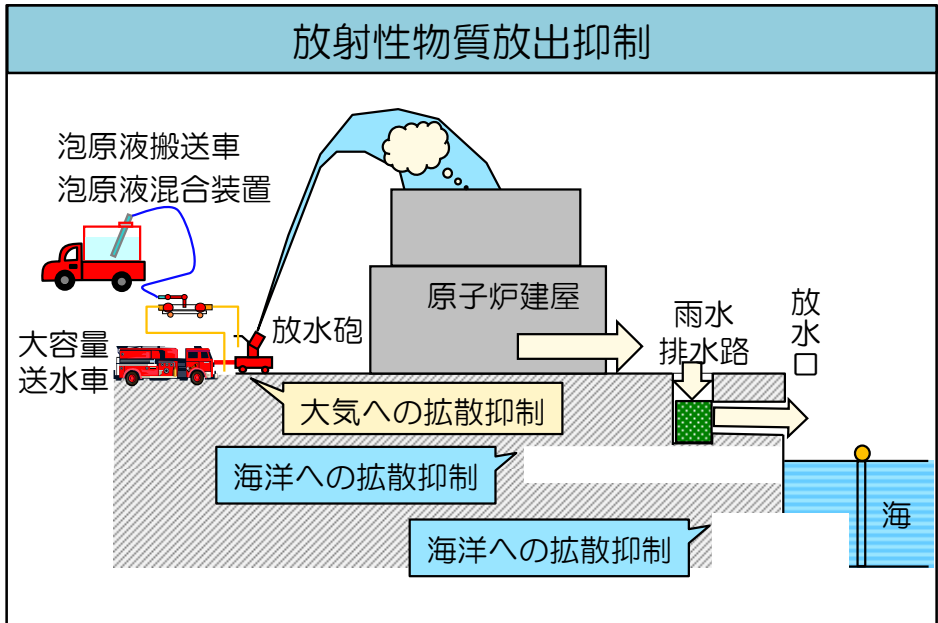 放射性物質放出抑制
泡原液搬送車
泡原液混合装置
大容量
送水車
放水砲
原子炉建屋
雨水
排水路
放水口
大気への拡散抑制
海洋への拡散抑制
海洋への拡散抑制
海